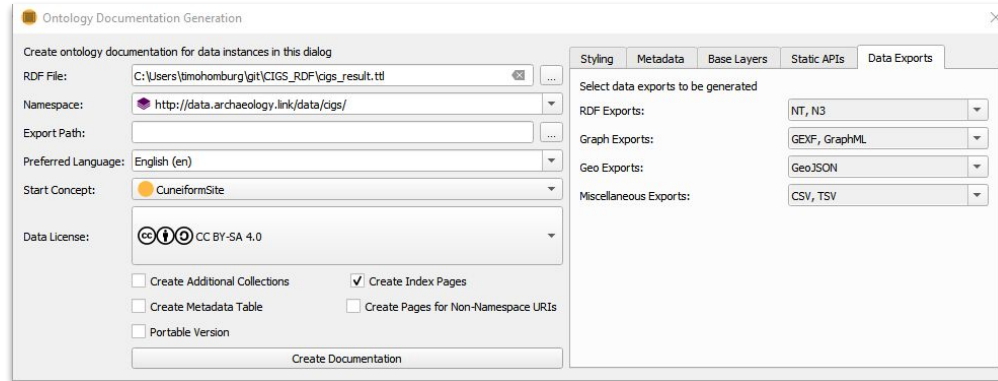 Ontology Documentation Generation
Create ontology documentation for data instances in this dialog
RDF File: C:\Users\timohomburg\git\CIGS_RDF\cigs_result.ttl ...
Namespace: http://data.archaeology.link/data/cigs/
Export Path: ...
Preferred Language: English (en)
Start Concept: CuneiformSite
Data License: CC BY-SA 4.0
Create Additional Collections Create Index Pages
Create Metadata Table Create Pages for Non-Namespace URIs
Portable Version
Create Documentation
Styling Metadata Base Layers Static APIs Data Exports
Select data exports to be generated
RDF Exports: NT, N3
Graph Exports: GEXF, GraphML
Geo Exports: GeoJSON
Miscellaneous Exports: CSV, TSV